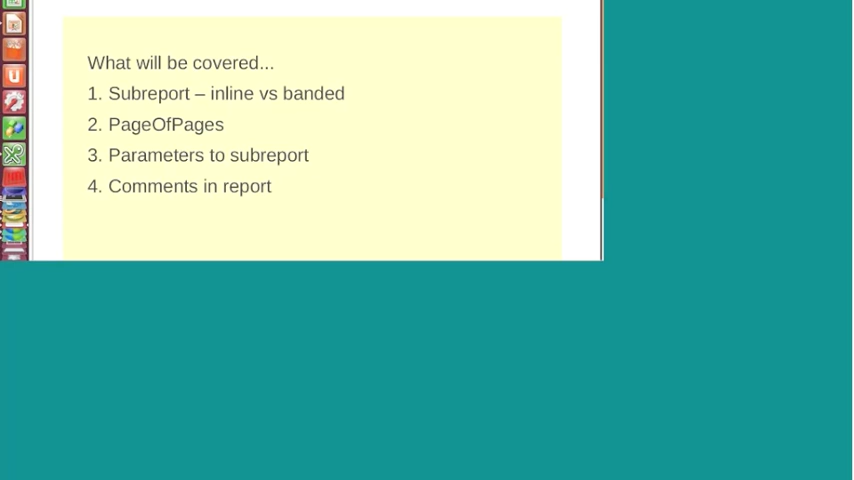 What will be covered...
1. Subreport – inline vs banded
2. PageOfPages
3. Parameters to subreport
4. Comments in report